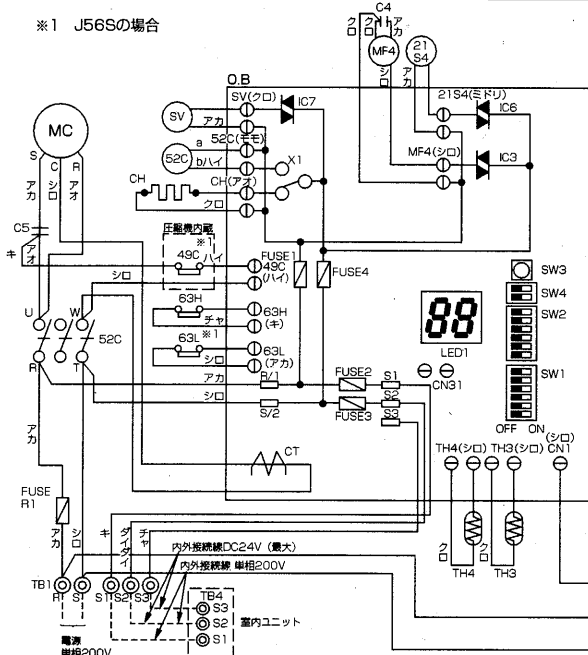 ※1 J56Sの場合
C4
クロ
アカ
MF4
21
S4
シロ
アカ
O.B
SV(クロ)
IC7
21S4(ミドリ)
IC6
SV
アカ
52C(モモ)
MF4(シロ)
IC3
MC
a
52C
bハイ
X1
S
C
R
CH
CH(アオ)
アカ
シロ
アオ
クロ
C5
圧縮機内蔵
※1
キ
アオ
49C
ハイ
FUSE1
49C
(ハイ)
FUSE4
シロ
SW3
SW4
SW2
U
W
63H
63H
(キ)
チャ
52C
88
LED1
63L
※1
63L
(アカ)
シロ
R
T
アカ
R/1
FUSE2
S1
CN31
SW1
シロ
S/2
FUSE3
S2
S3
OFF ON
アカ
CT
TH4(シロ)
TH3(シロ)
(シロ)
CN1
FUSE
R1
アカ
シロ
キ
ダイダイ
チャ
クロ
クロ
TH4
TH3
内外接続線DC24V(最大)
内外接続線 単相200V
TB1
R
S
S1
S2
S3
TB4
S3
S2
S1
室内ユニット
電源
単相200V